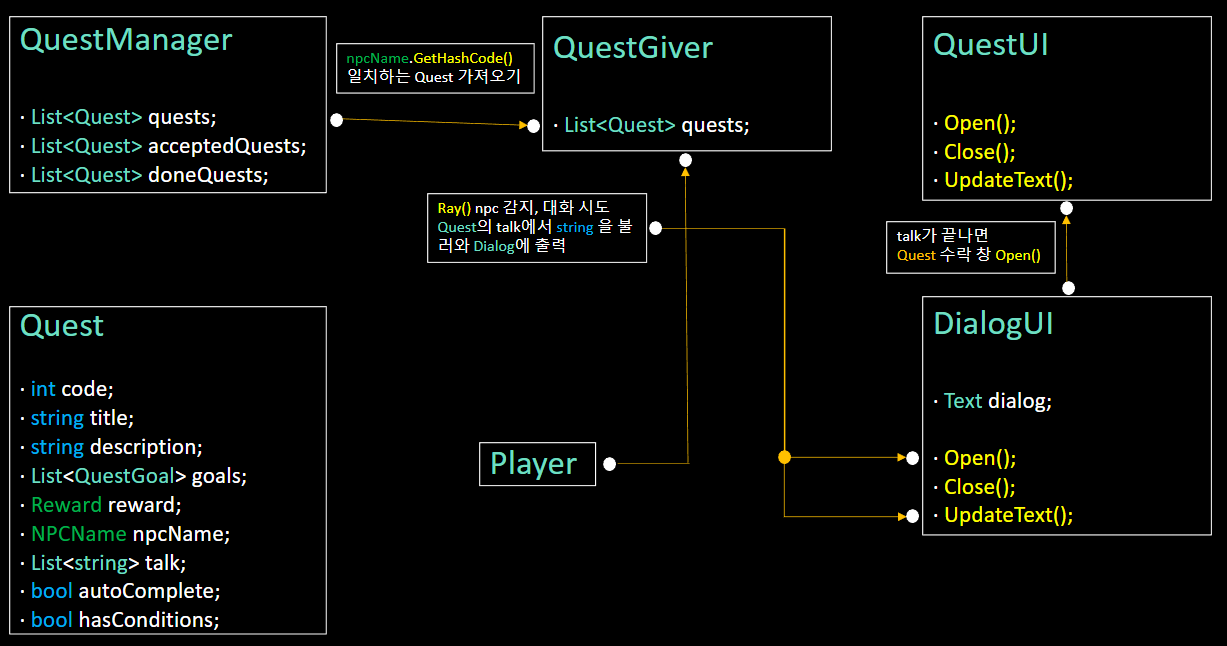 QuestManager
· List<Quest> quests;
· List<Quest> acceptedQuests;
· List<Quest> doneQuests;
npcName.GetHashCode()
일치하는 Quest 가져오기
QuestGiver
· List<Quest> quests;
QuestUI
· Open();
· Close();
· UpdateText();
Ray() npc 감지, 대화 시도
Quest의 talk에서 string 을 불
러와 Dialog에 출력
talk가 끝나면
Quest 수락 창 Open()
Quest
· int code;
· string title;
· string description;
· List<QuestGoal> goals;
· Reward reward;
· NPCName npcName;
· List<string> talk;
· bool autoComplete;
· bool hasConditions;
Player
DialogUI
· Text dialog;
· Open();
· Close();
· UpdateText();